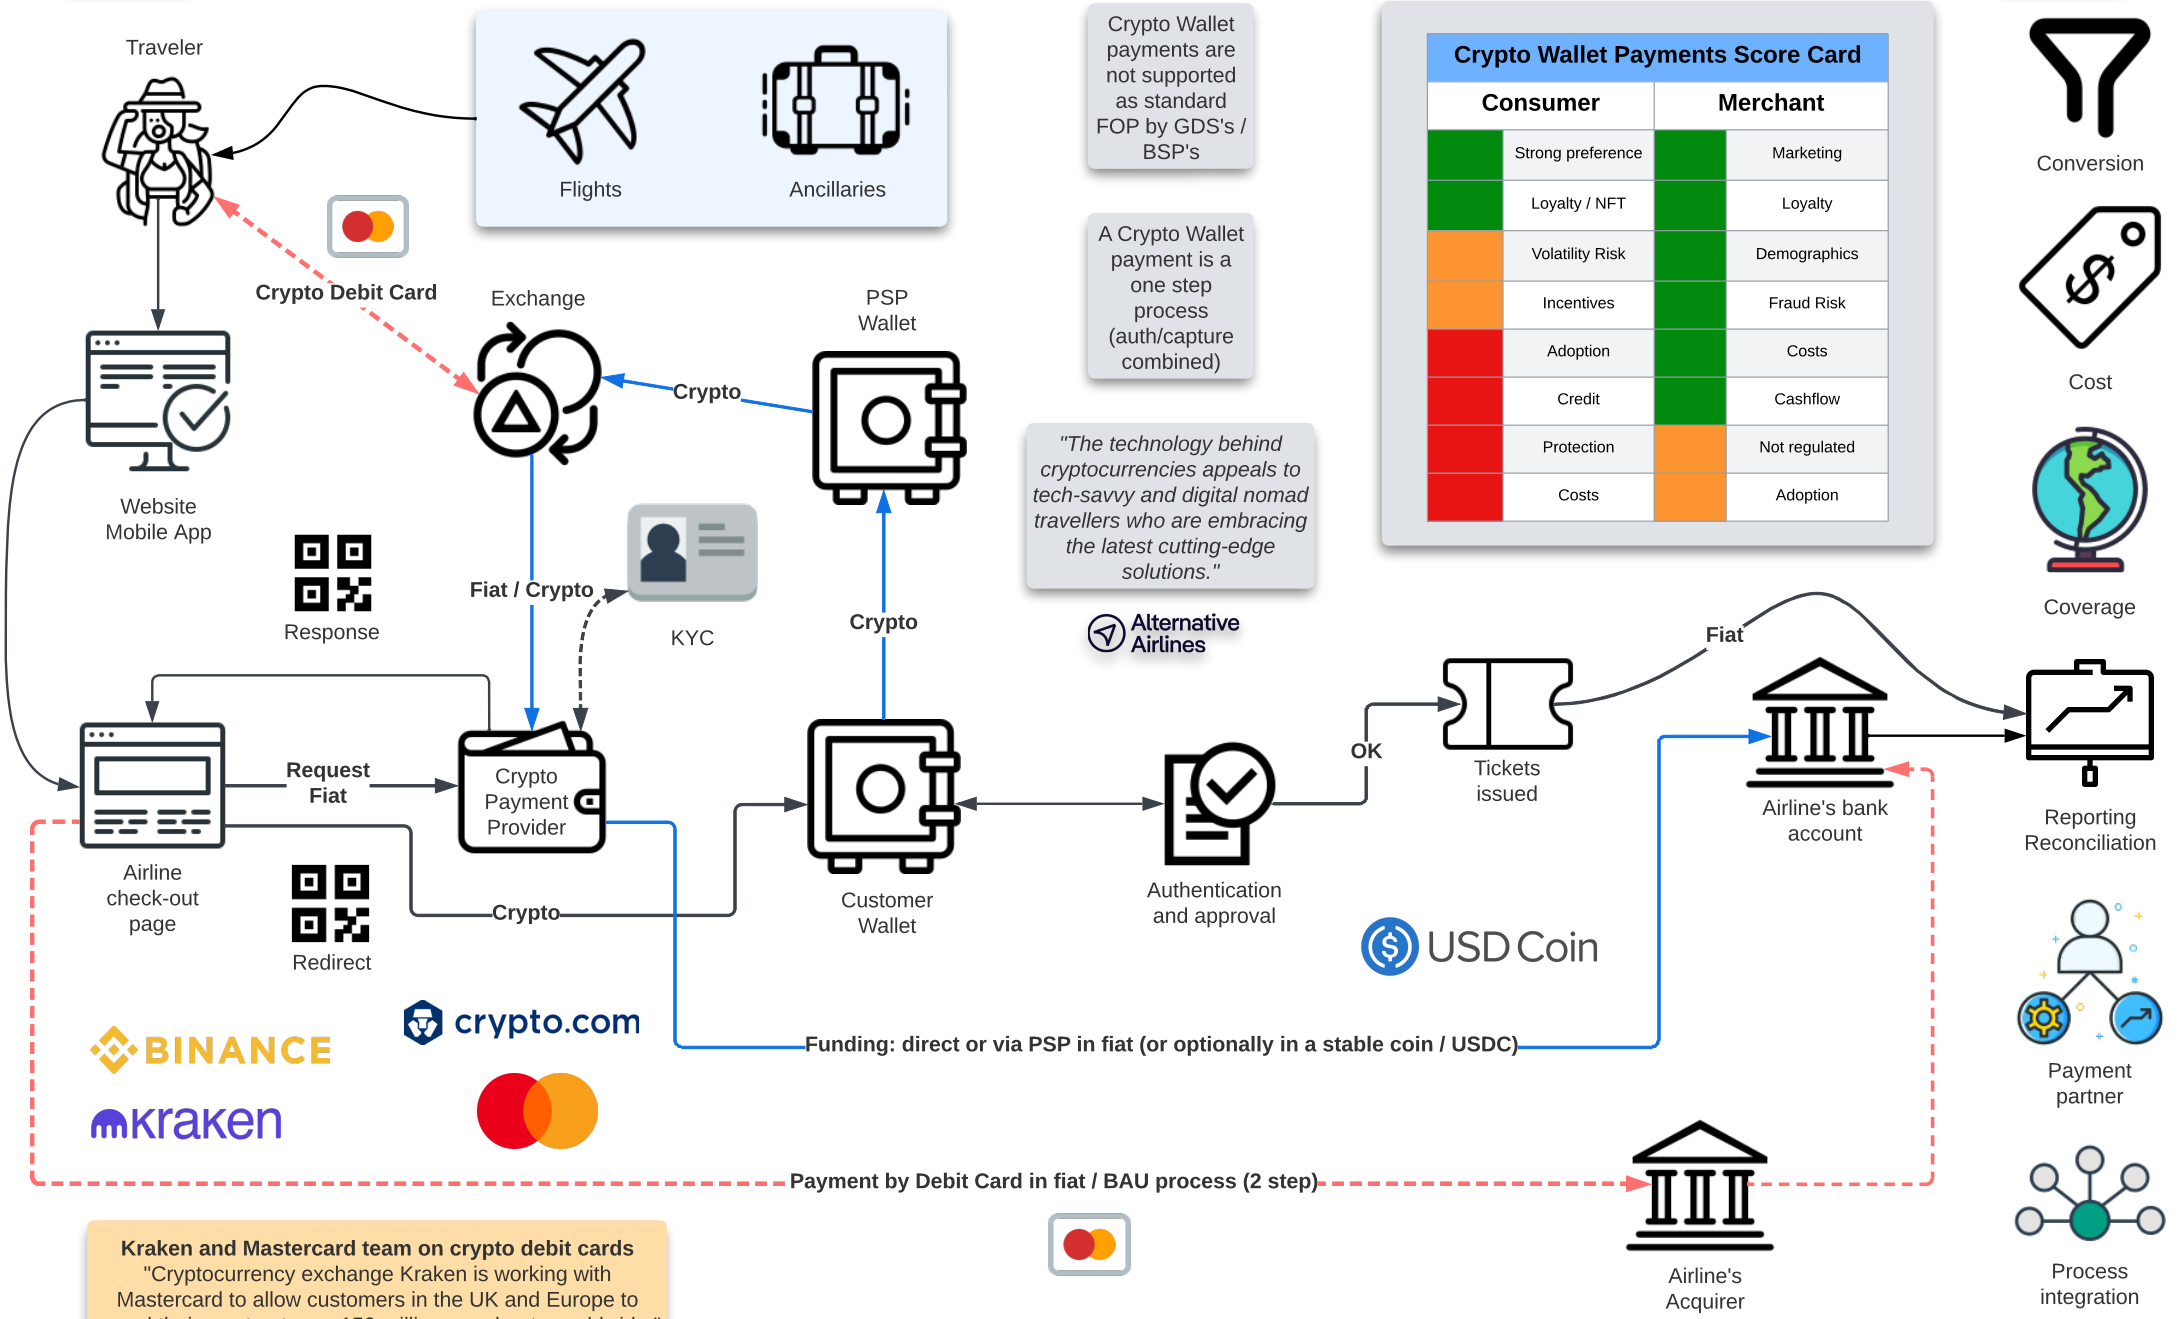 Traveler
Flights
Ancillaries
Crypto Wallet
payments are
not supported
as standard
FOP by GDS's /
BSP's
A Crypto Wallet
payment is a
one step
process
(auth/capture
combined)
"The technology behind
cryptocurrencies appeals to
tech-savvy and digital nomad
travellers who are embracing
the latest cutting-edge
solutions."
Alternative
Airlines
Crypto Wallet Payments Score Card
Consumer
Merchant
Strong preference
Marketing
Loyalty / NFT
Loyalty
Volatility Risk
Demographics
Incentives
Fraud Risk
Adoption
Costs
Credit
Cashflow
Protection
Not regulated
Costs
Adoption
Conversion
Cost
Coverage
Reporting
Reconciliation
Payment
partner
Process
integration
Crypto Debit Card
Exchange
PSP
Wallet
Crypto
Website
Mobile App
Response
Fiat / Crypto
KYC
Crypto
Request
Fiat
Crypto
Payment
Provider
Airline
check-out
page
Redirect
Crypto
Customer
Wallet
Authentication
and approval
OK
Tickets
issued
Fiat
Airline's bank
account
USD Coin
BINANCE
kraken
crypto.com
Funding: direct or via PSP in fiat (or optionally in a stable coin / USDC)
Payment by Debit Card in fiat / BAU process (2 step)
Airline's
Acquirer
Kraken and Mastercard team on crypto debit cards
"Cryptocurrency exchange Kraken is working with
Mastercard to allow customers in the UK and Europe to